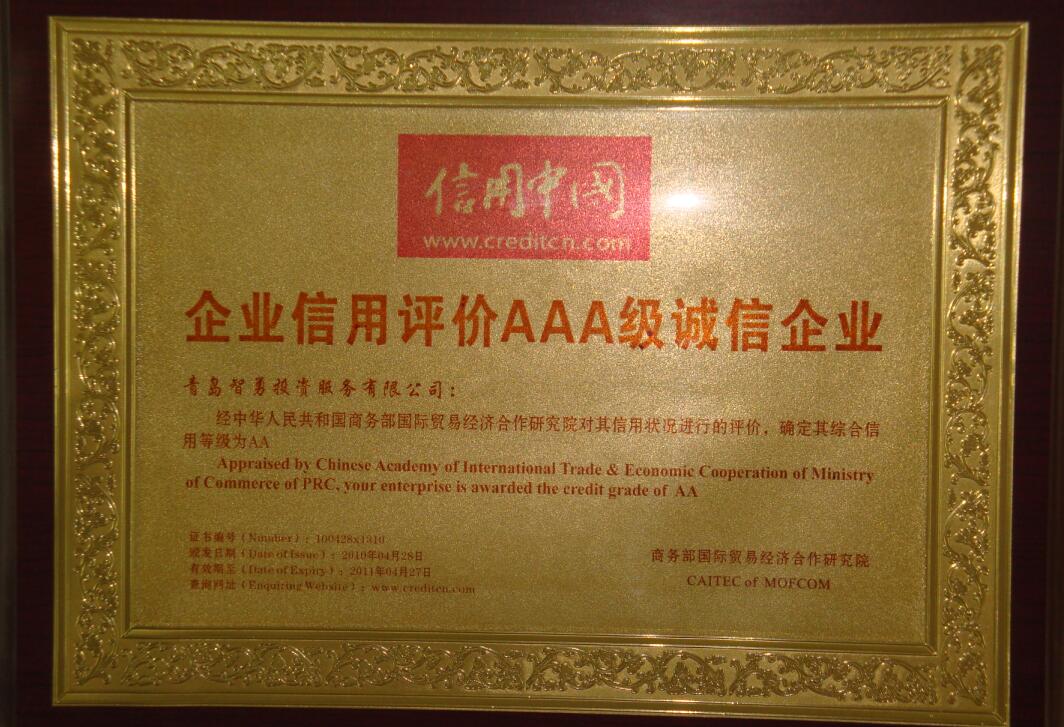 信用中国
www.creditcn.com
企业信用评价AAA级诚信企业
青岛智勇投资服务有限公司：
经中华人民共和国商务部国际贸易经济合作研究院对其信用状况进行的评价，确定其综合信
用等级为AA
Appraised by Chinese Academy of International Trade & Economic Cooperation of Ministry
of Commerce of PRC, your enterprise is awarded the credit grade of AA
证书编号（Number）：100428x1310
颁发日期（Date of Issue）：2010年04月28日
有效期至（Date of Expiry）：2011年04月27日
查询网址（Enquiring Website）：www.creditcn.com
商务部国际贸易经济合作研究院
CAITEC of MOFCOM